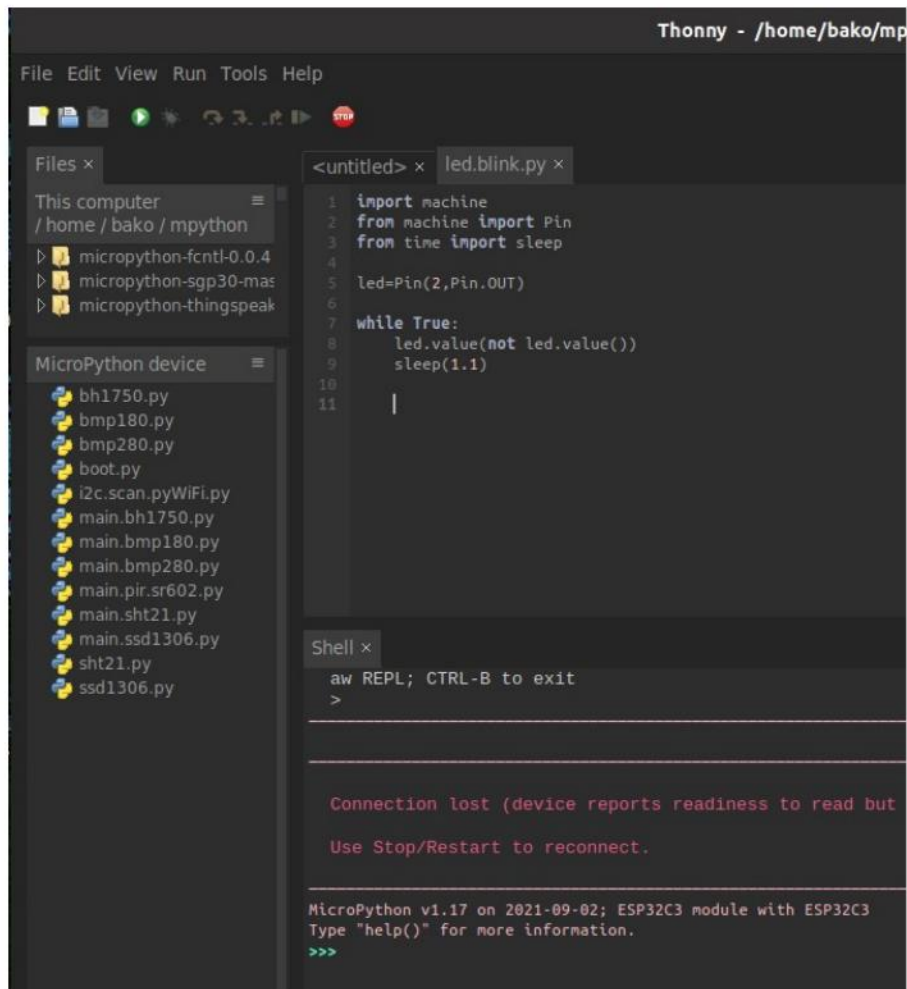 Thonny - /home/bako/mp
File Edit View Run Tools Help
STOP
Files ×
This computer
/ home / bako / mpython
micropython-fcntl-0.0.4
micropython-sgp30-mas
micropython-thingspeak
MicroPython device
bh1750.py
bmp180.py
bmp280.py
boot.py
i2c.scan.pyWiFi.py
main.bh1750.py
main.bmp180.py
main.bmp280.py
main.pir.sr602.py
main.sht21.py
main.ssd1306.py
sht21.py
ssd1306.py
<untitled> × led.blink.py ×
1 import machine
2 from machine import Pin
3 from time import sleep
4
5 led=Pin(2,Pin.OUT)
6
7 while True:
8     led.value(not led.value())
9     sleep(1.1)
10
11
Shell ×
aw REPL; CTRL-B to exit
>
Connection lost (device reports readiness to read but
Use Stop/Restart to reconnect.
MicroPython v1.17 on 2021-09-02; ESP32C3 module with ESP32C3
Type "help()" for more information.
>>>